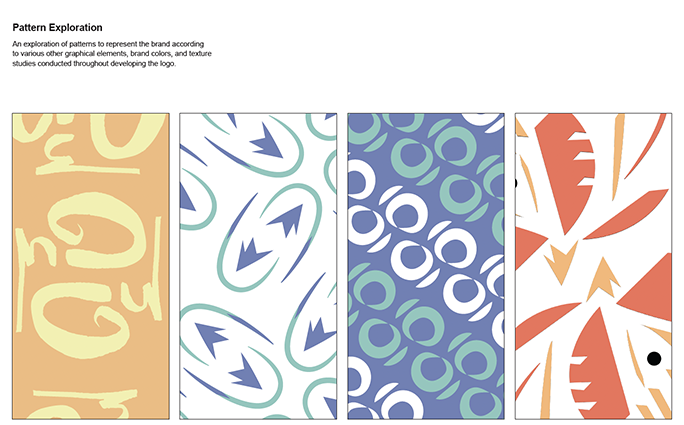 Pattern Exploration
An exploration of patterns to represent the brand according
to various other graphical elements, brand colors, and texture
studies conducted throughout developing the logo.